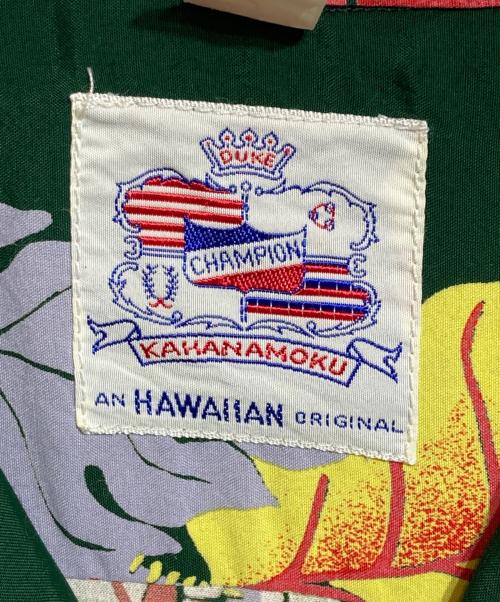 DUKE
CHAMPION
KAHANAMOKU
AN HAWAIIAN ORIGINAL